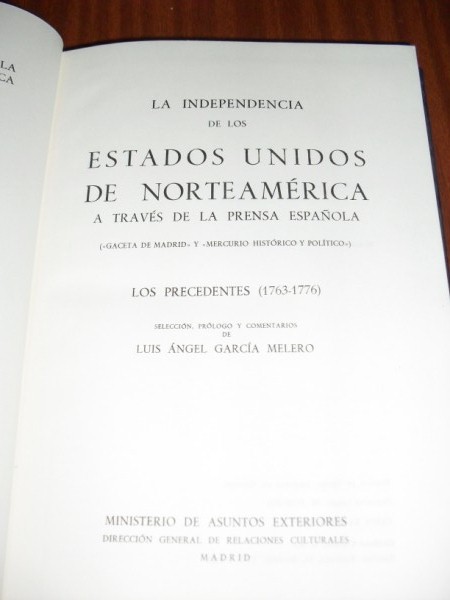 LA
CA
LA INDEPENDENCIA
DE LOS
ESTADOS UNIDOS
DE NORTEAMÉRICA
A TRAVÉS DE LA PRENSA ESPAÑOLA
(«GACETA DE MADRID» Y «MERCURIO HISTÓRICO Y POLÍTICO»)
LOS PRECEDENTES (1763-1776)
SELECCIÓN, PRÓLOGO Y COMENTARIOS
DE
LUIS ÁNGEL GARCÍA MELERO
MINISTERIO DE ASUNTOS EXTERIORES
DIRECCIÓN GENERAL DE RELACIONES CULTURALES
MADRID